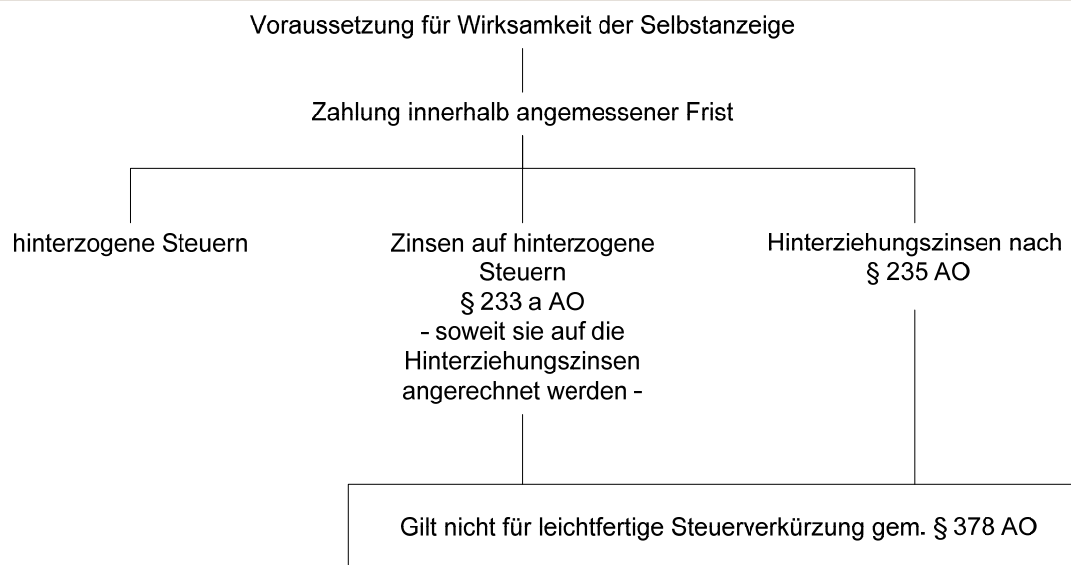 Voraussetzung für Wirksamkeit der Selbstanzeige
Zahlung innerhalb angemessener Frist
hinterzogene Steuern
Zinsen auf hinterzogene
Steuern
§ 233 a AO
- soweit sie auf die
Hinterziehungszinsen
angerechnet werden -
Hinterziehungszinsen nach
§ 235 AO
Gilt nicht für leichtfertige Steuerverkürzung gem. § 378 AO